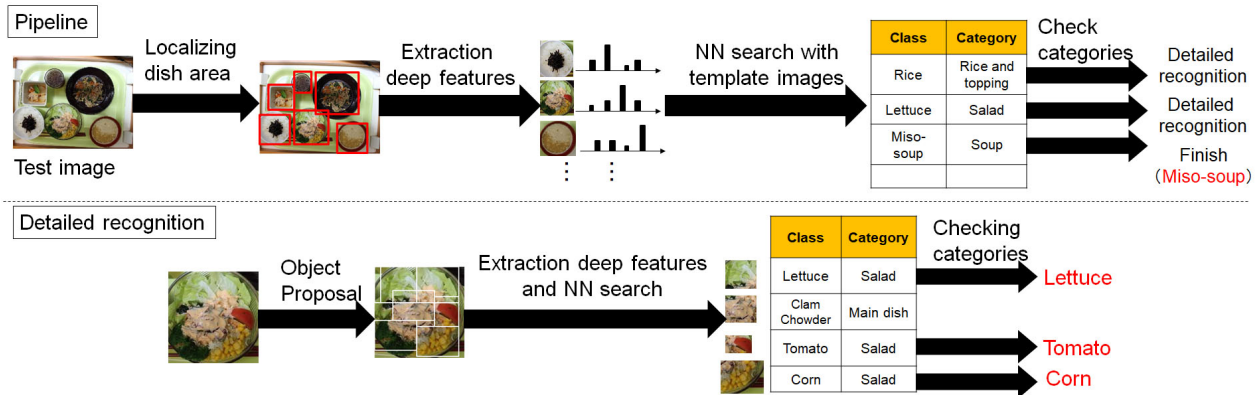 Pipeline
Localizing
dish area
Extraction
deep features
NN search with
template images
Check
categories
Test image
Class Category
Rice Rice and
topping
Lettuce Salad
Miso-
soup Soup
Detailed
recognition
Detailed
recognition
Finish
（Miso-soup）
Detailed recognition
Object
Proposal
Extraction deep features
and NN search
Class Category
Lettuce Salad
Clam
Chowder Main dish
Tomato Salad
Corn Salad
Checking
categories
Lettuce
Tomato
Corn